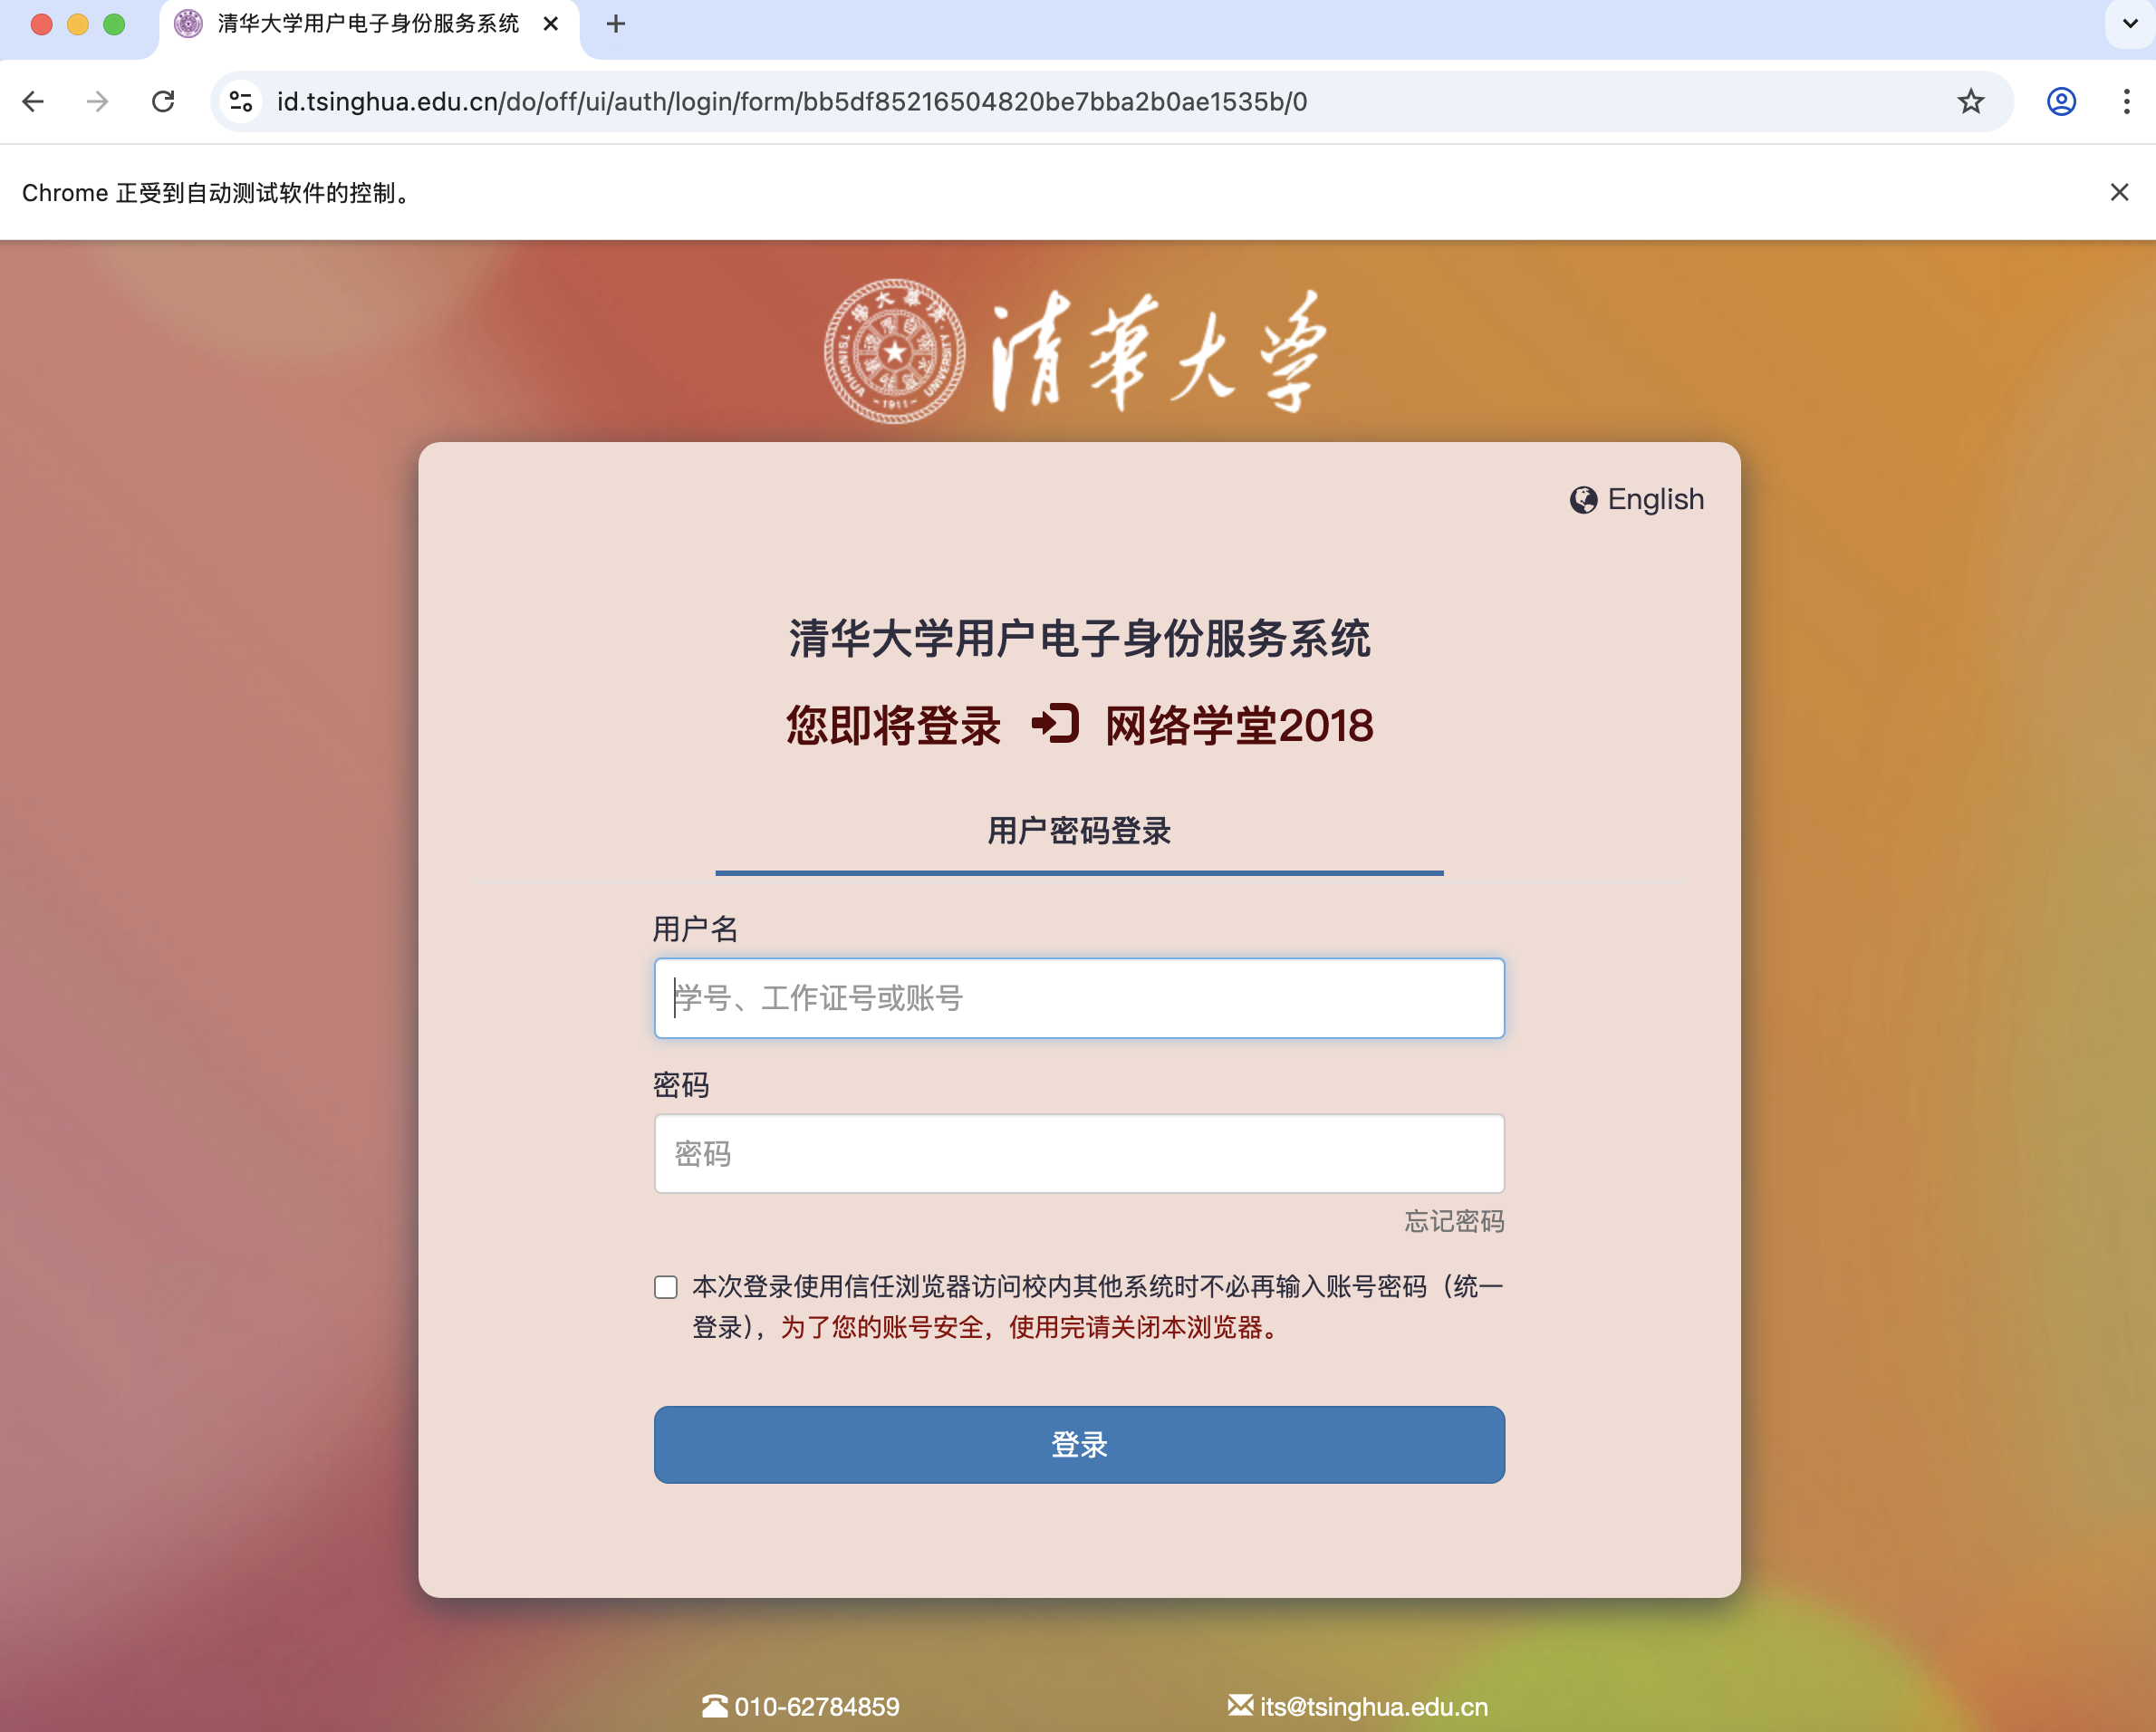 清华大学用户电子身份服务系统
id.tsinghua.edu.cn/do/off/ui/auth/login/form/bb5df85216504820be7bba2b0ae1535b/0
Chrome 正受到自动测试软件的控制。
TSINGHUA UNIVERSITY
-1911-
清華大学
English
清华大学用户电子身份服务系统
您即将登录 网络学堂2018
用户密码登录
用户名
学号、工作证号或账号
密码
密码
忘记密码
本次登录使用信任浏览器访问校内其他系统时不必再输入账号密码（统一
登录），为了您的账号安全，使用完请关闭本浏览器。
登录
010-62784859
its@tsinghua.edu.cn